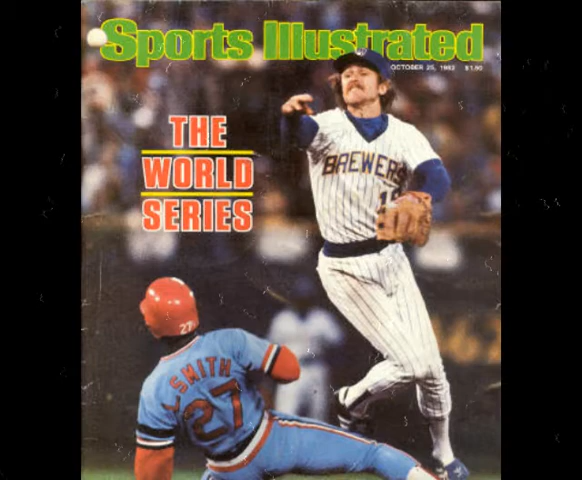 Sports Illustrated
OCTOBER 25, 1982 $1.50
THE
WORLD
SERIES
BREWERS
27
L. SMITH
27